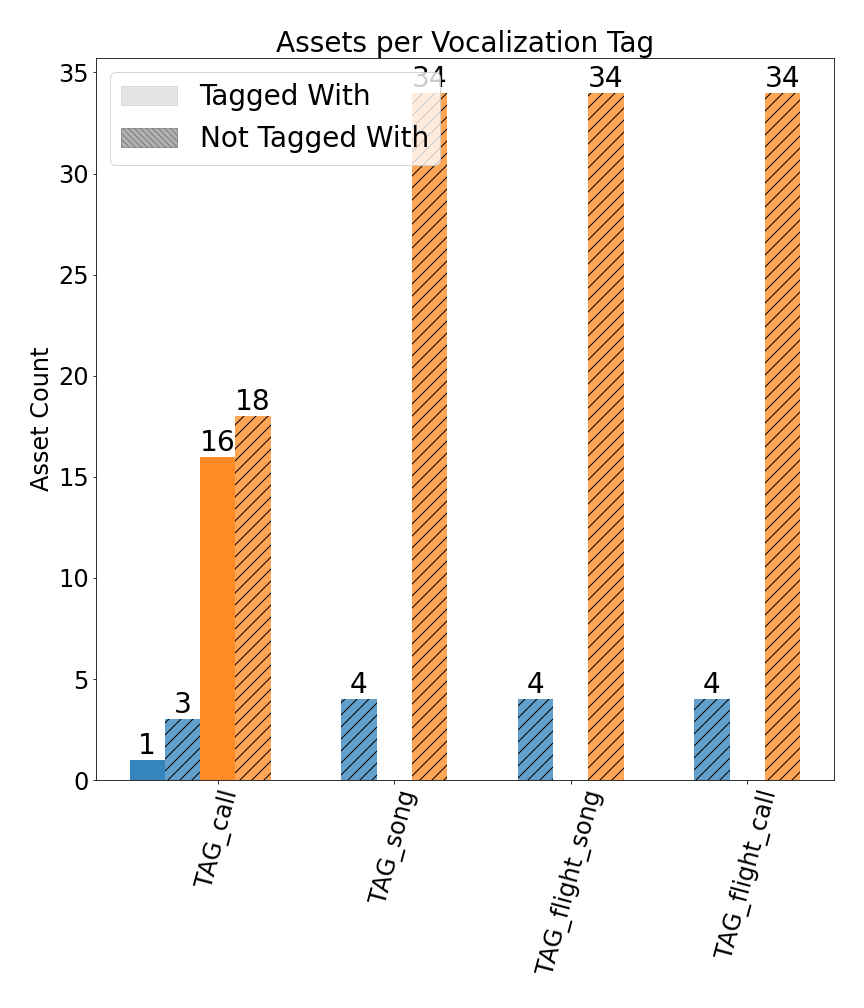 Assets per Vocalization Tag
Tagged With
Not Tagged With
Asset Count
35
30
25
20
15
10
5
0
1
3
16
18
4
34
4
34
4
34
TAG_call
TAG_song
TAG_flight_song
TAG_flight_call